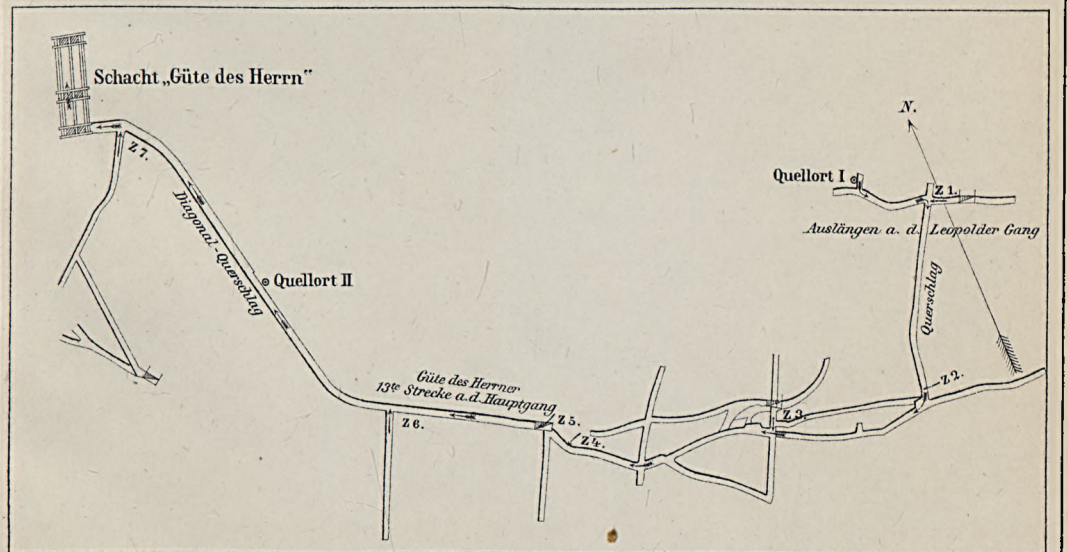 Schacht „Güte des Herrn"
N.
Quellort I
Z 1.
Z 7.
Auslängen a. d. Leopolder Gang
Diagonal-Querschlag
Quellort II
Querschlag
Güte des Herrner
13te Strecke a.d. Hauptgang
Z 2.
Z 3.
Z 5.
Z 6.
Z 4.